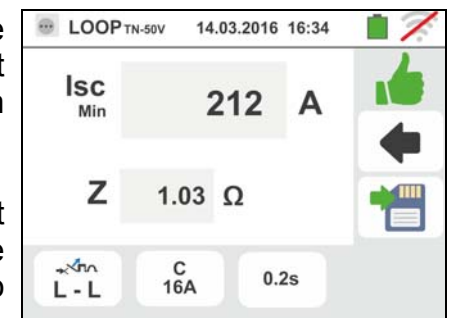 LOOP TN-50V 14.03.2016 16:34
Isc
Min
212 A
Z 1.03 Ω
L - L
C
16A
0.2s